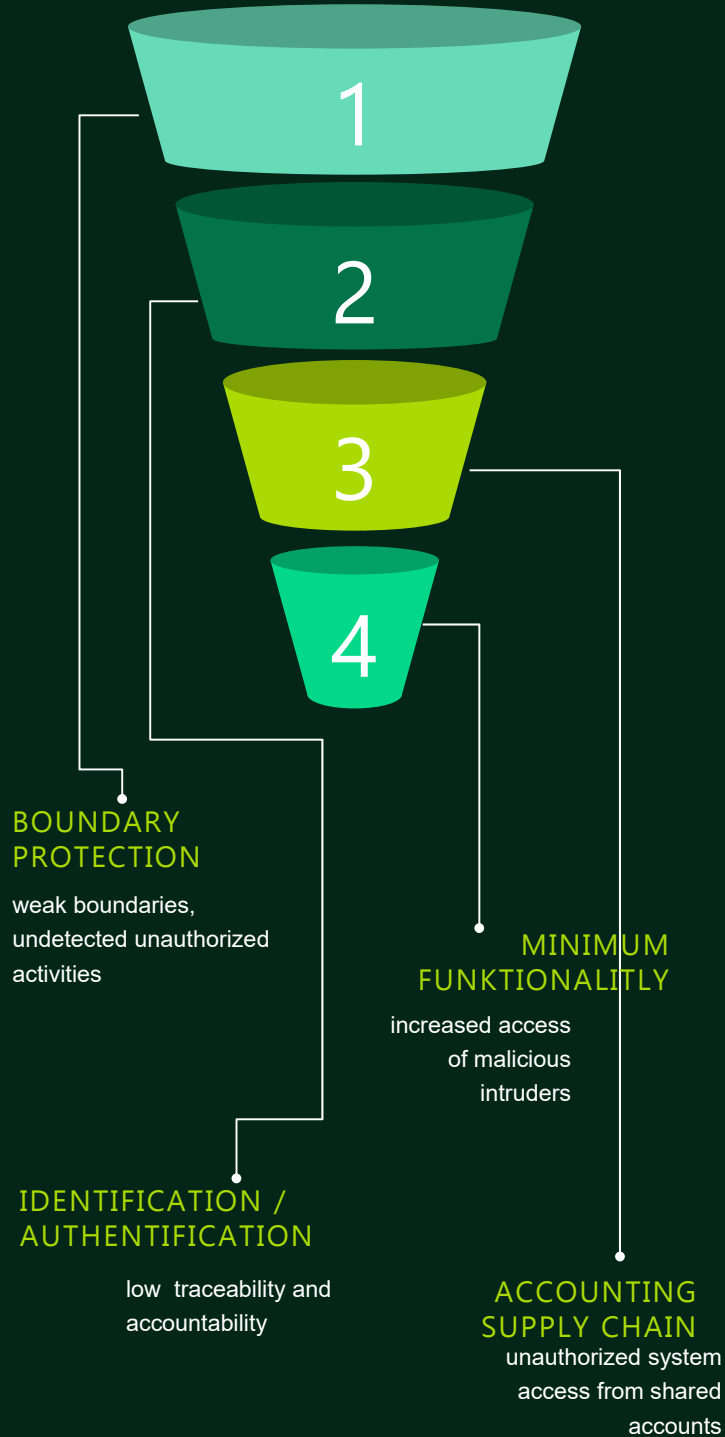 1
2
3
4
BOUNDARY
PROTECTION
weak boundaries,
undetected unauthorized
activities
MINIMUM
FUNKTIONALITLY
increased access
of malicious
intruders
IDENTIFICATION /
AUTHENTIFICATION
low  traceability and
accountability
ACCOUNTING
SUPPLY CHAIN
unauthorized system
access from shared
accounts